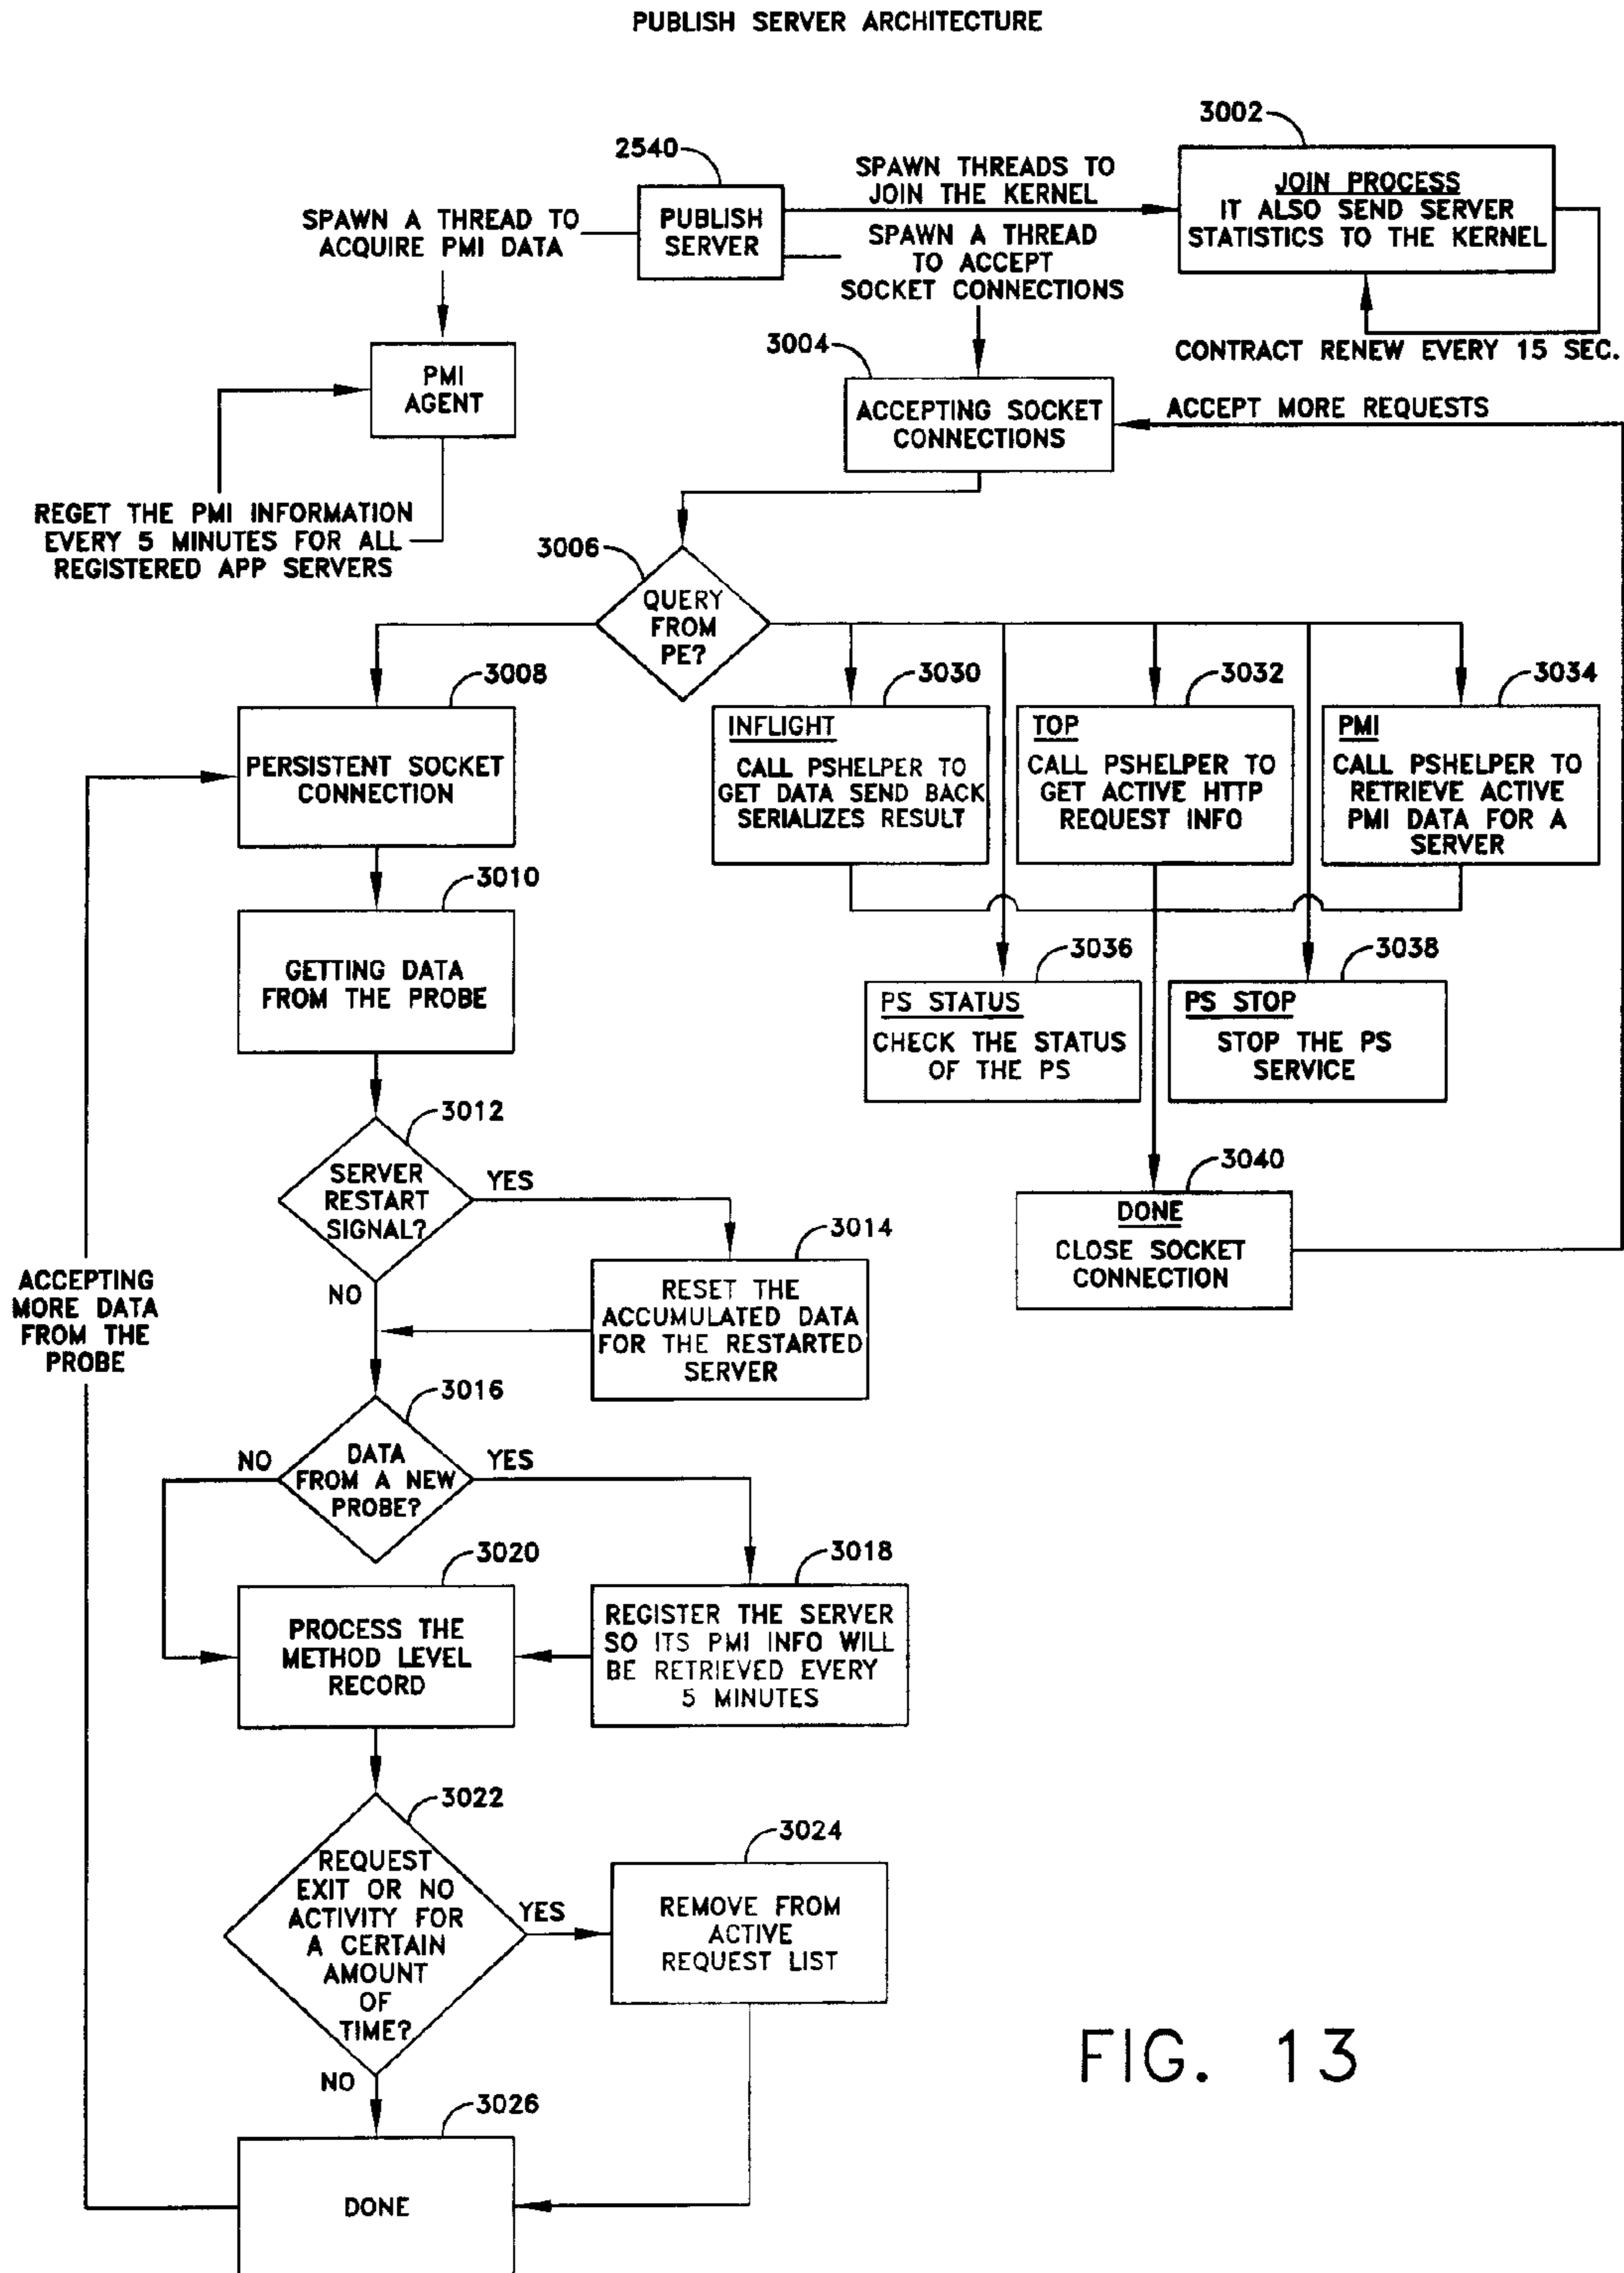 PUBLISH SERVER ARCHITECTURE
2540
PUBLISH
SERVER
SPAWN A THREAD TO
ACQUIRE PMI DATA
SPAWN THREADS TO
JOIN THE KERNEL
SPAWN A THREAD
TO ACCEPT
SOCKET CONNECTIONS
3002
JOIN PROCESS
IT ALSO SEND SERVER
STATISTICS TO THE KERNEL
CONTRACT RENEW EVERY 15 SEC.
PMI
AGENT
REGET THE PMI INFORMATION
EVERY 5 MINUTES FOR ALL
REGISTERED APP SERVERS
3004
ACCEPTING SOCKET
CONNECTIONS
ACCEPT MORE REQUESTS
3006
QUERY
FROM
PE?
3008
PERSISTENT SOCKET
CONNECTION
3030
INFLIGHT
CALL PSHELPER TO
GET DATA SEND BACK
SERIALIZES RESULT
3032
TOP
CALL PSHELPER TO
GET ACTIVE HTTP
REQUEST INFO
3034
PMI
CALL PSHELPER TO
RETRIEVE ACTIVE
PMI DATA FOR A
SERVER
3010
GETTING DATA
FROM THE PROBE
3036
PS STATUS
CHECK THE STATUS
OF THE PS
3038
PS STOP
STOP THE PS
SERVICE
3012
SERVER
RESTART
SIGNAL?
YES
NO
3014
RESET THE
ACCUMULATED DATA
FOR THE RESTARTED
SERVER
3040
DONE
CLOSE SOCKET
CONNECTION
ACCEPTING
MORE DATA
FROM THE
PROBE
3016
DATA
FROM A NEW
PROBE?
NO
YES
3020
PROCESS THE
METHOD LEVEL
RECORD
3018
REGISTER THE SERVER
SO ITS PMI INFO WILL
BE RETRIEVED EVERY
5 MINUTES
3022
REQUEST
EXIT OR NO
ACTIVITY FOR
A CERTAIN
AMOUNT
OF
TIME?
YES
NO
3024
REMOVE FROM
ACTIVE
REQUEST LIST
3026
DONE
FIG. 13